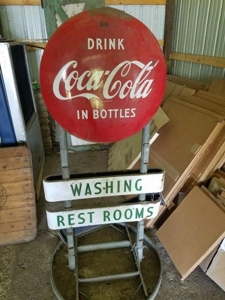 DRINK
Coca-Cola
IN BOTTLES
WASHING
REST ROOMS